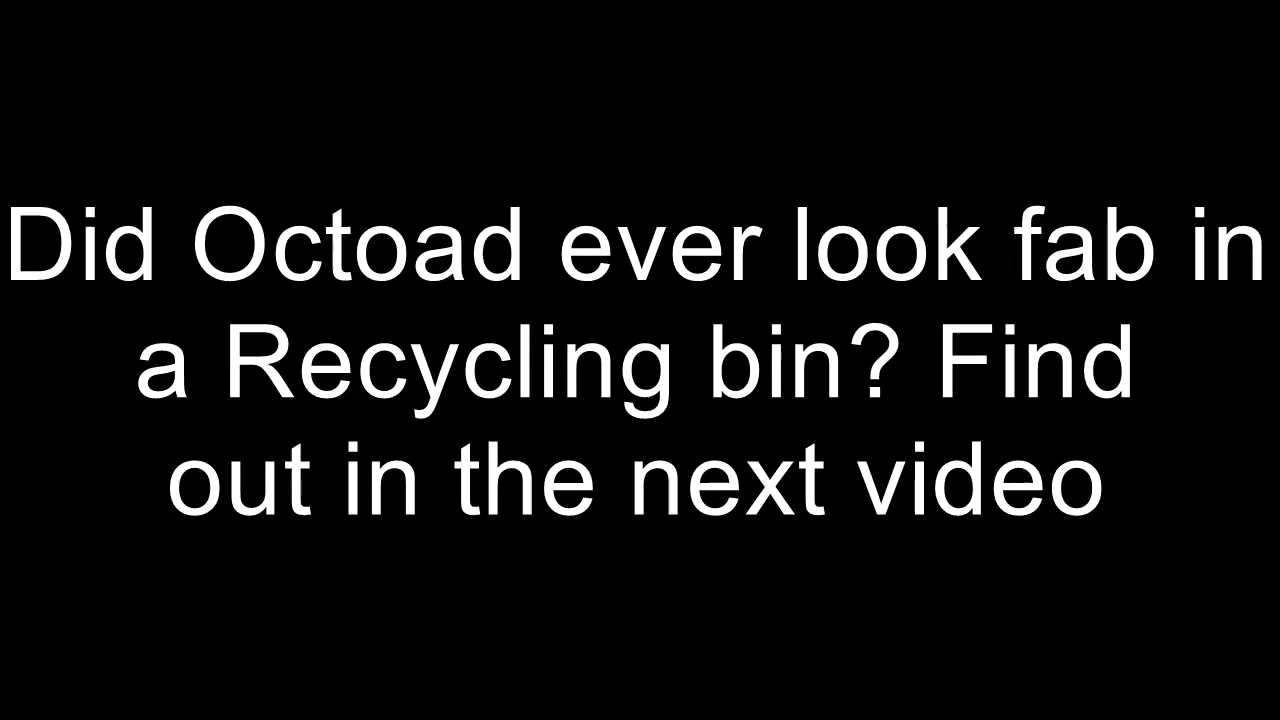 Did Octoad ever look fab in
a Recycling bin? Find
out in the next video